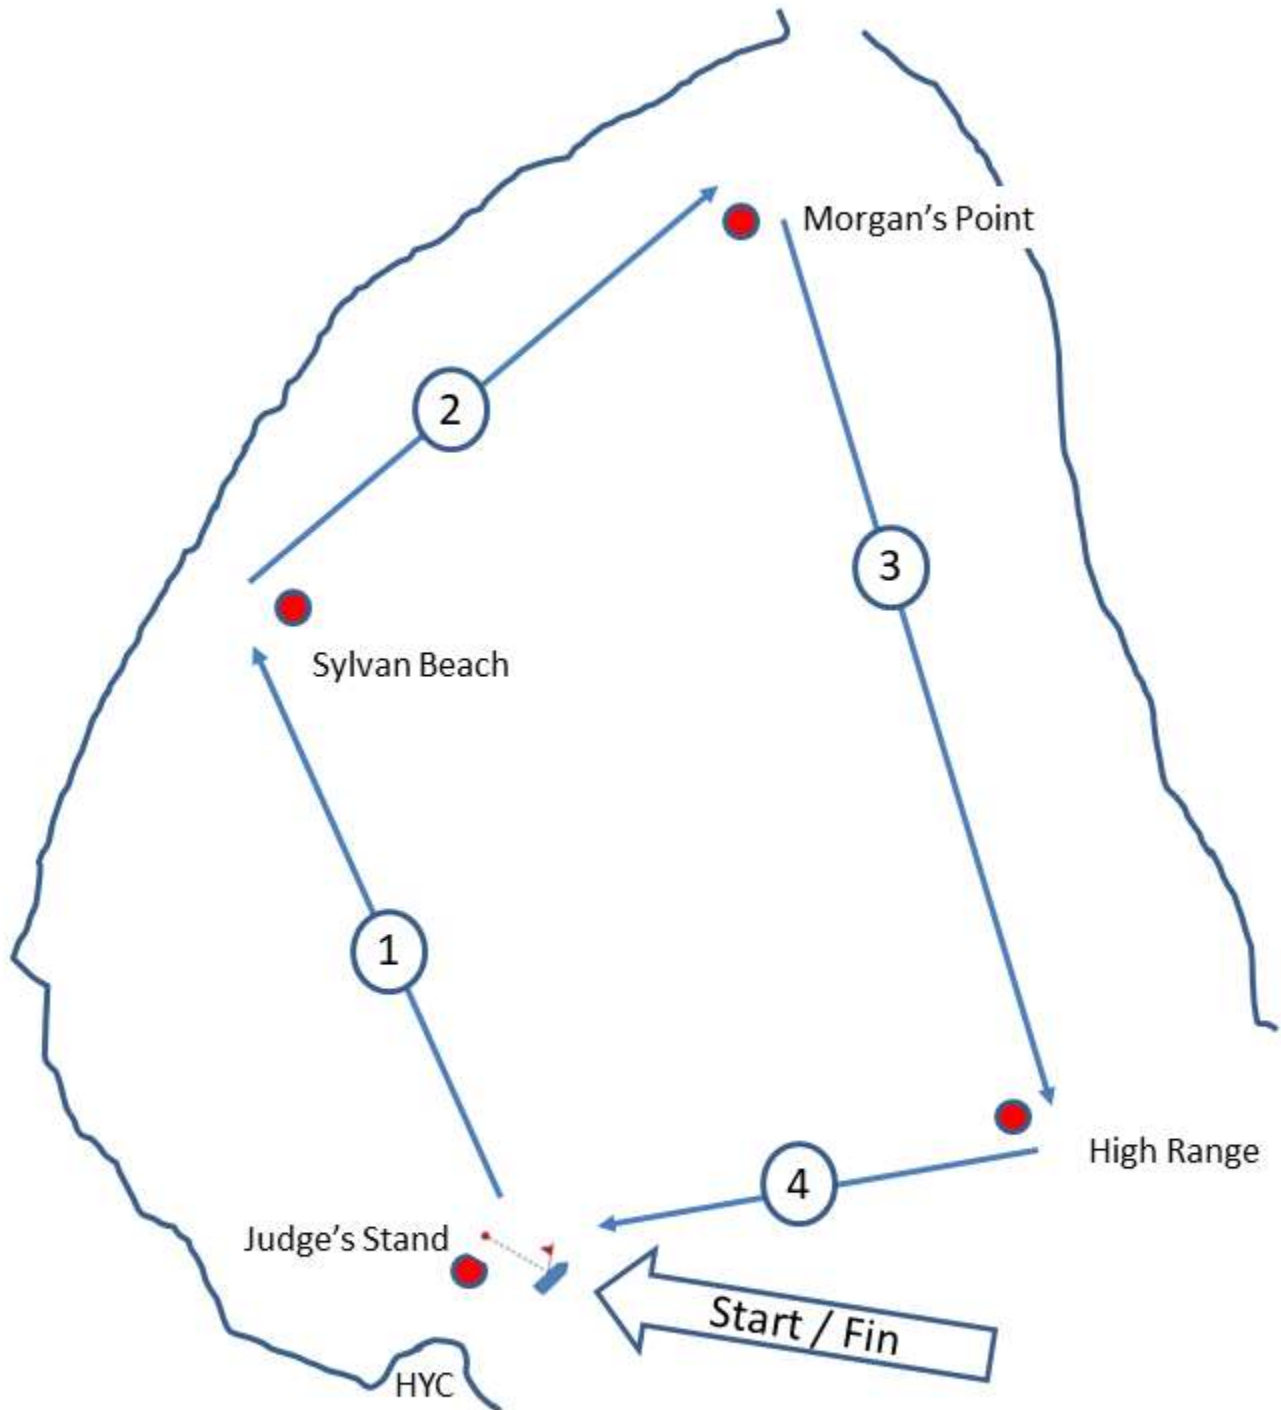 Morgan's Point
2
3
Sylvan Beach
1
High Range
4
Judge's Stand
Start / Fin
HYC